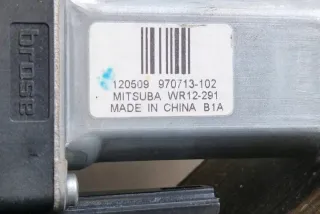 brose
120509 970713-102
MITSUBA WR12-291
MADE IN CHINA B1A